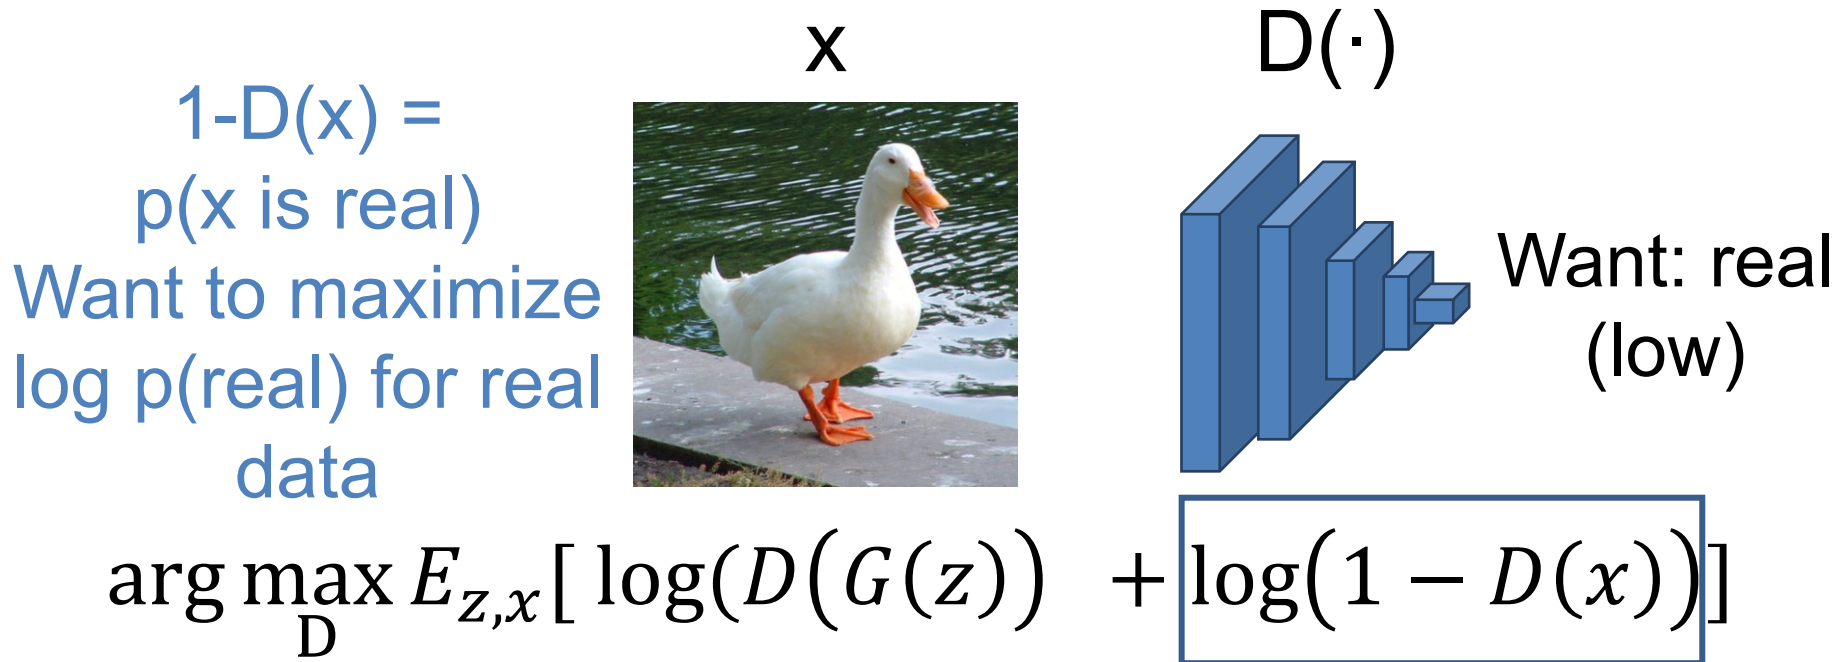 x
D(·)
1-D(x) =
p(x is real)
Want to maximize
log p(real) for real
data
Want: real
(low)
arg max E_{z,x}[ log(D(G(z)) + log(1 − D(x))]
D